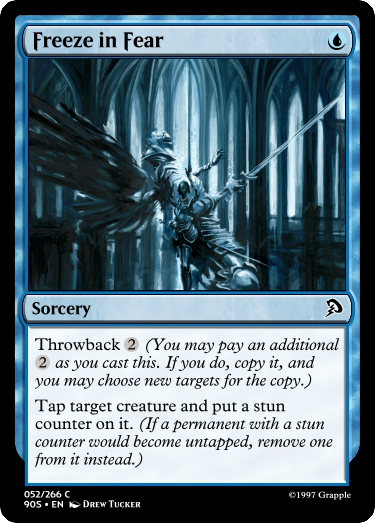 Freeze in Fear
Sorcery
Throwback 2 (You may pay an additional
2 as you cast this. If you do, copy it, and
you may choose new targets for the copy.)
Tap target creature and put a stun
counter on it. (If a permanent with a stun
counter would become untapped, remove one
from it instead.)
052/266 C
90S • EN DREW TUCKER
©1997 Grapple